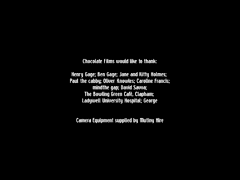 Chocolate Films would like to thank:
Henry Gage; Ben Gage; Jane and Kitty Holmes;
Paul the cabby; Oliver Knowles; Caroline Francis;
mindthe gap; David Savva;
The Bowling Green Café, Clapham;
Ladywell University Hospital; George
Camera Equipment supplied by Mutiny Hire